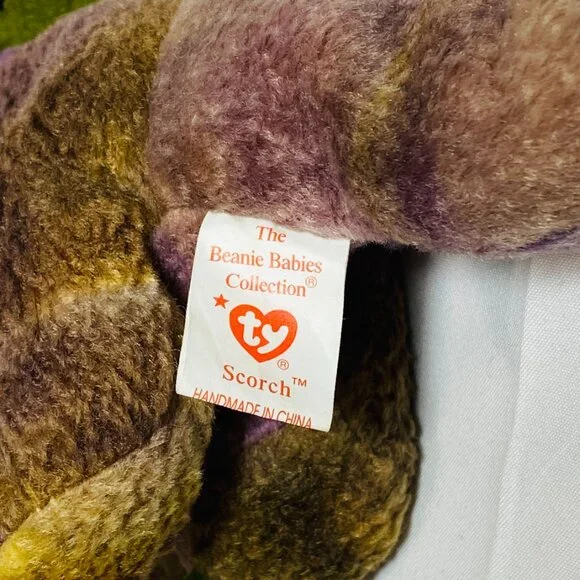 The
Beanie Babies
Collection®
★ ty®
Scorch™
HANDMADE IN CHINA